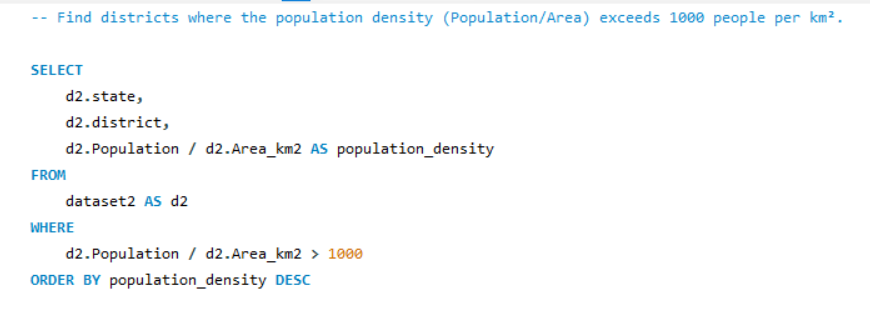 -- Find districts where the population density (Population/Area) exceeds 1000 people per km².
SELECT
d2.state,
d2.district,
d2.Population / d2.Area_km2 AS population_density
FROM
dataset2 AS d2
WHERE
d2.Population / d2.Area_km2 > 1000
ORDER BY population_density DESC